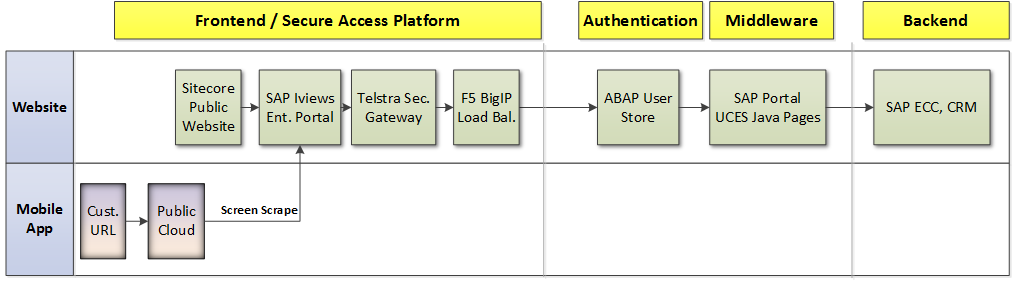 Frontend / Secure Access Platform
Authentication
Middleware
Backend
Website
Sitecore
Public
Website
SAP Iviews
Ent. Portal
Telstra Sec.
Gateway
F5 BigIP
Load Bal.
ABAP User
Store
SAP Portal
UCES Java Pages
SAP ECC, CRM
Mobile
App
Cust.
URL
Public
Cloud
Screen Scrape